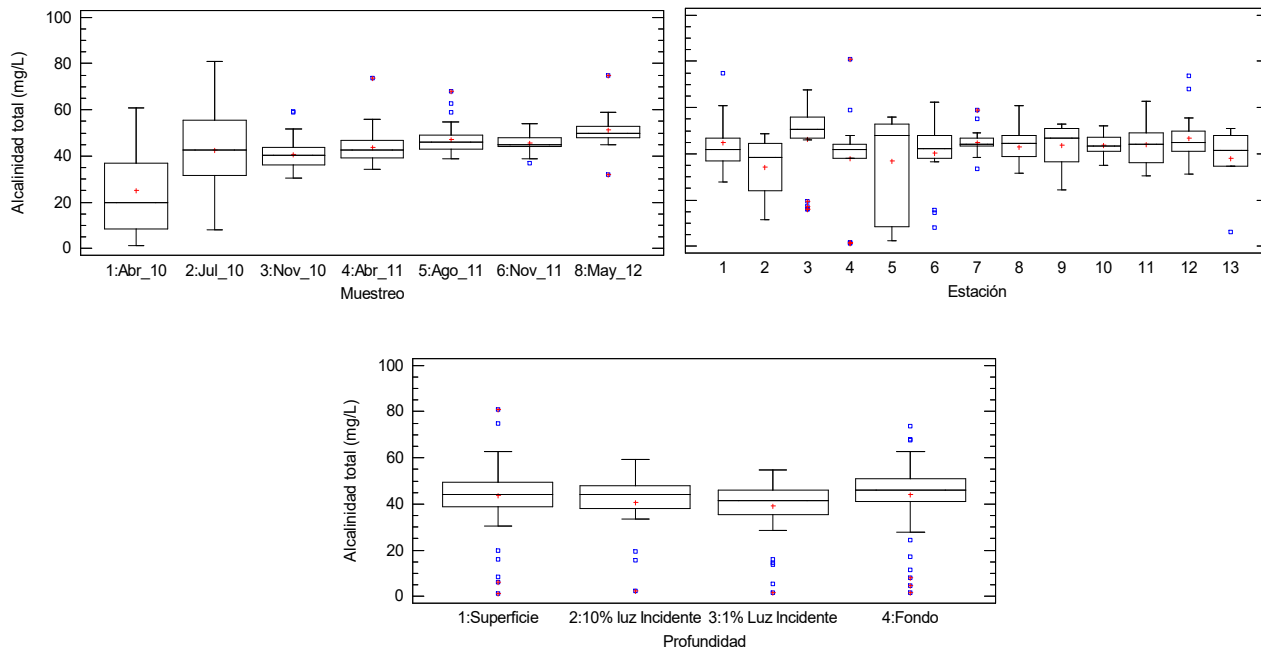 Alcalinidad total (mg/L)
100
80
60
40
20
0
1:Abr_10 2:Jul_10 3:Nov_10 4:Abr_11 5:Ago_11 6:Nov_11 8:May_12
Muestreo
1 2 3 4 5 6 7 8 9 10 11 12 13
Estación
Alcalinidad total (mg/L)
100
80
60
40
20
0
1:Superficie 2:10% luz Incidente 3:1% Luz Incidente 4:Fondo
Profundidad